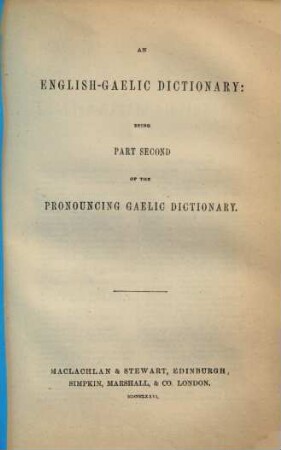 AN
ENGLISH-GAELIC DICTIONARY:
BEING
PART SECOND
OF THE
PRONOUNCING GAELIC DICTIONARY.
MACLACHLAN & STEWART, EDINBURGH,
SIMPKIN, MARSHALL, & CO. LONDON.